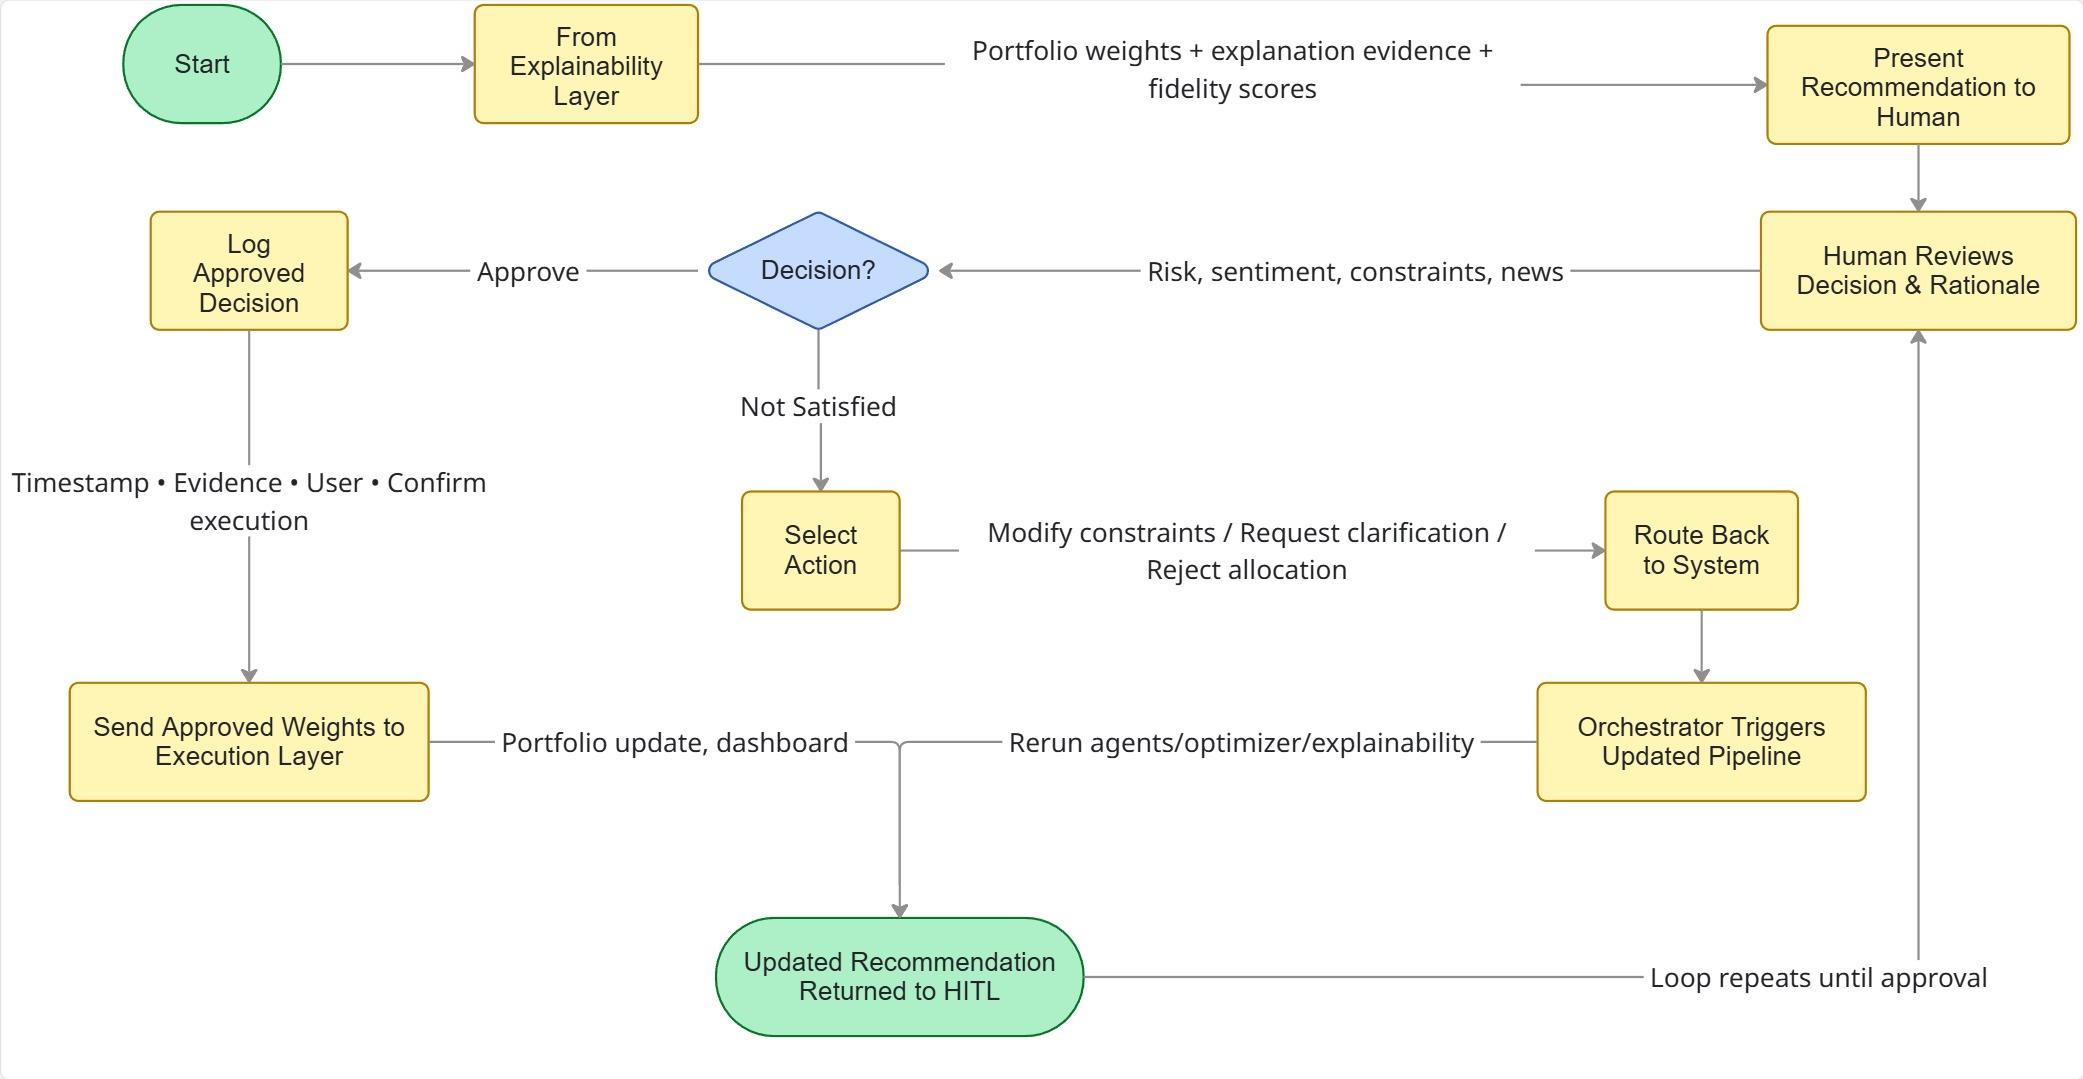 Start
From
Explainability
Layer
Portfolio weights + explanation evidence +
fidelity scores
Present
Recommendation to
Human
Log
Approved
Decision
Approve
Decision?
Risk, sentiment, constraints, news
Human Reviews
Decision & Rationale
Not Satisfied
Timestamp • Evidence • User • Confirm
execution
Select
Action
Modify constraints / Request clarification /
Reject allocation
Route Back
to System
Send Approved Weights to
Execution Layer
Portfolio update, dashboard
Rerun agents/optimizer/explainability
Orchestrator Triggers
Updated Pipeline
Updated Recommendation
Returned to HITL
Loop repeats until approval